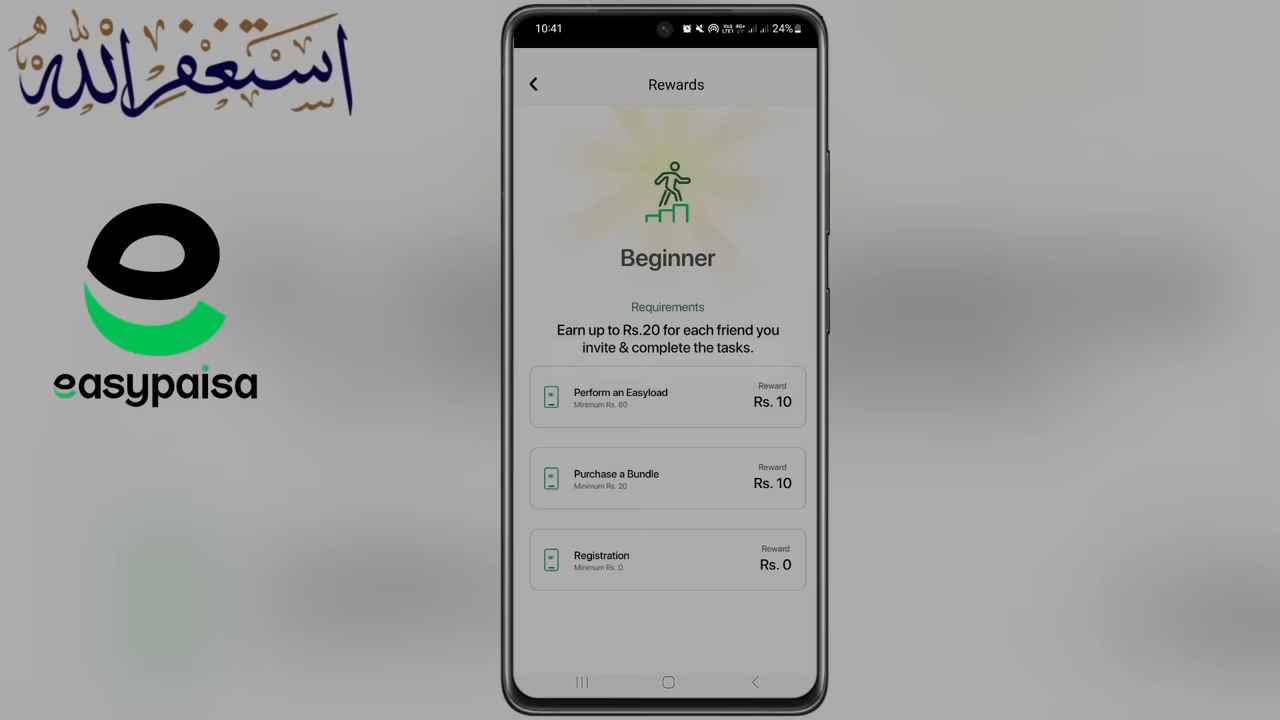 استغفر الله
easypaisa
10:41
24%
Rewards
Beginner
Requirements
Earn up to Rs.20 for each friend you
invite & complete the tasks.
Perform an Easyload
Minimum Rs. 80
Reward
Rs. 10
Purchase a Bundle
Minimum Rs. 20
Reward
Rs. 10
Registration
Minimum Rs. 0
Reward
Rs. 0